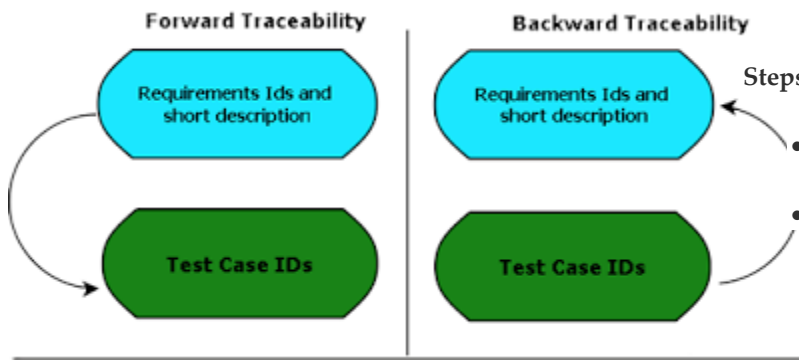 Forward Traceability
Requirements Ids and
short description
Test Case IDs
Backward Traceability
Requirements Ids and
short description
Test Case IDs
Steps
•
•